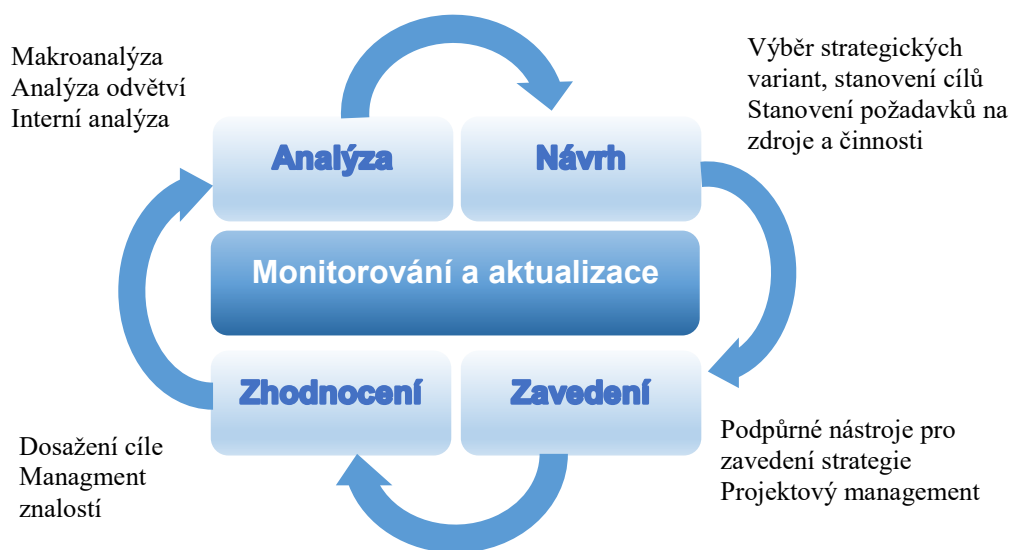 Makroanalýza
Analýza odvětví
Interní analýza
Výběr strategických
variant, stanovení cílů
Stanovení požadavků na
zdroje a činnosti
Analýza
Návrh
Monitorování a aktualizace
Zhodnocení
Zavedení
Dosažení cíle
Managment
znalostí
Podpůrné nástroje pro
zavedení strategie
Projektový management